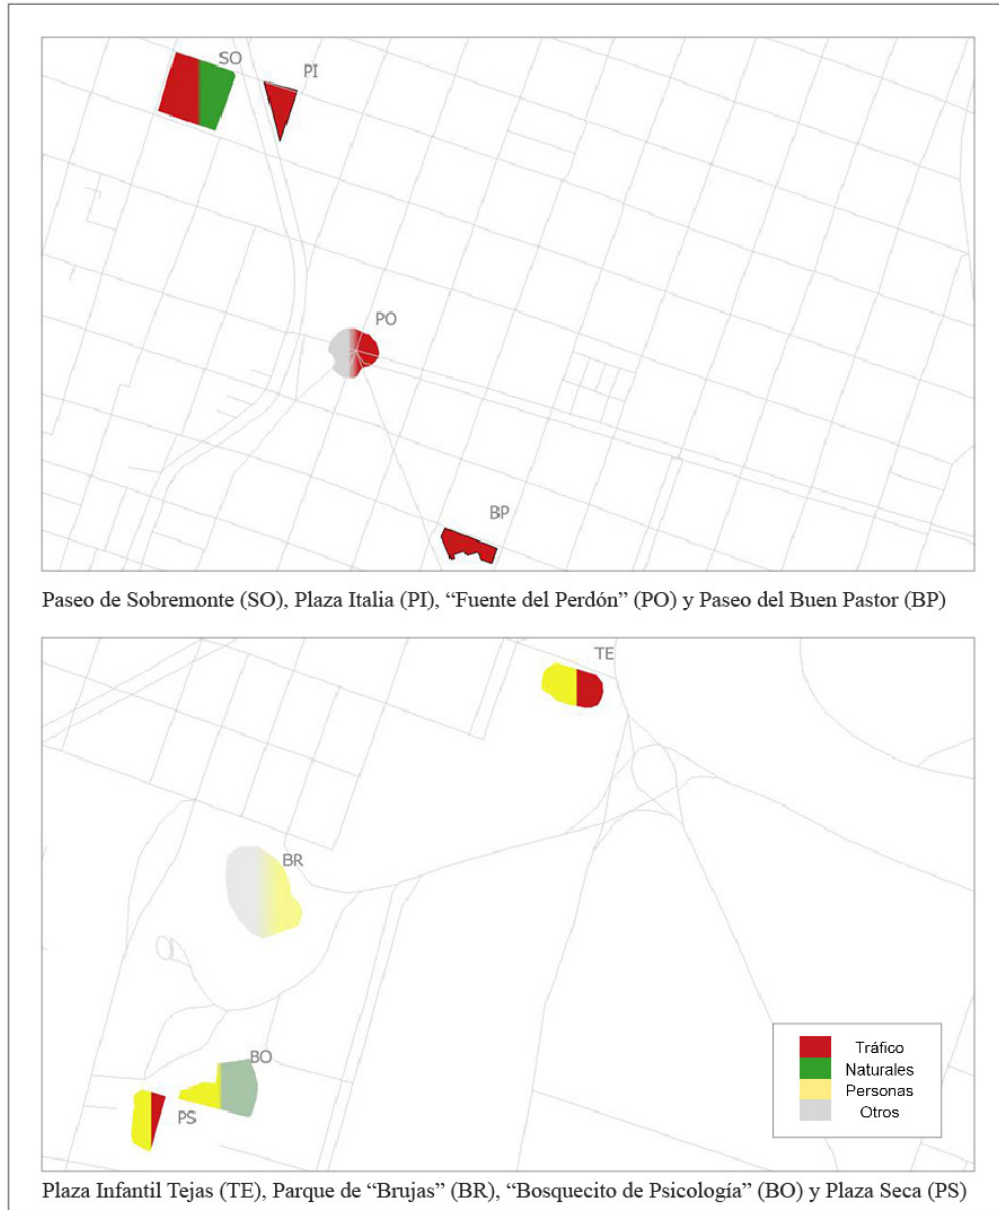 SO
PI
PO
BP
Paseo de Sobremonte (SO), Plaza Italia (PI), “Fuente del Perdón” (PO) y Paseo del Buen Pastor (BP)
TE
BR
BO
PS
Tráfico
Naturales
Personas
Otros
Plaza Infantil Tejas (TE), Parque de “Brujas” (BR), “Bosquecito de Psicología” (BO) y Plaza Seca (PS)